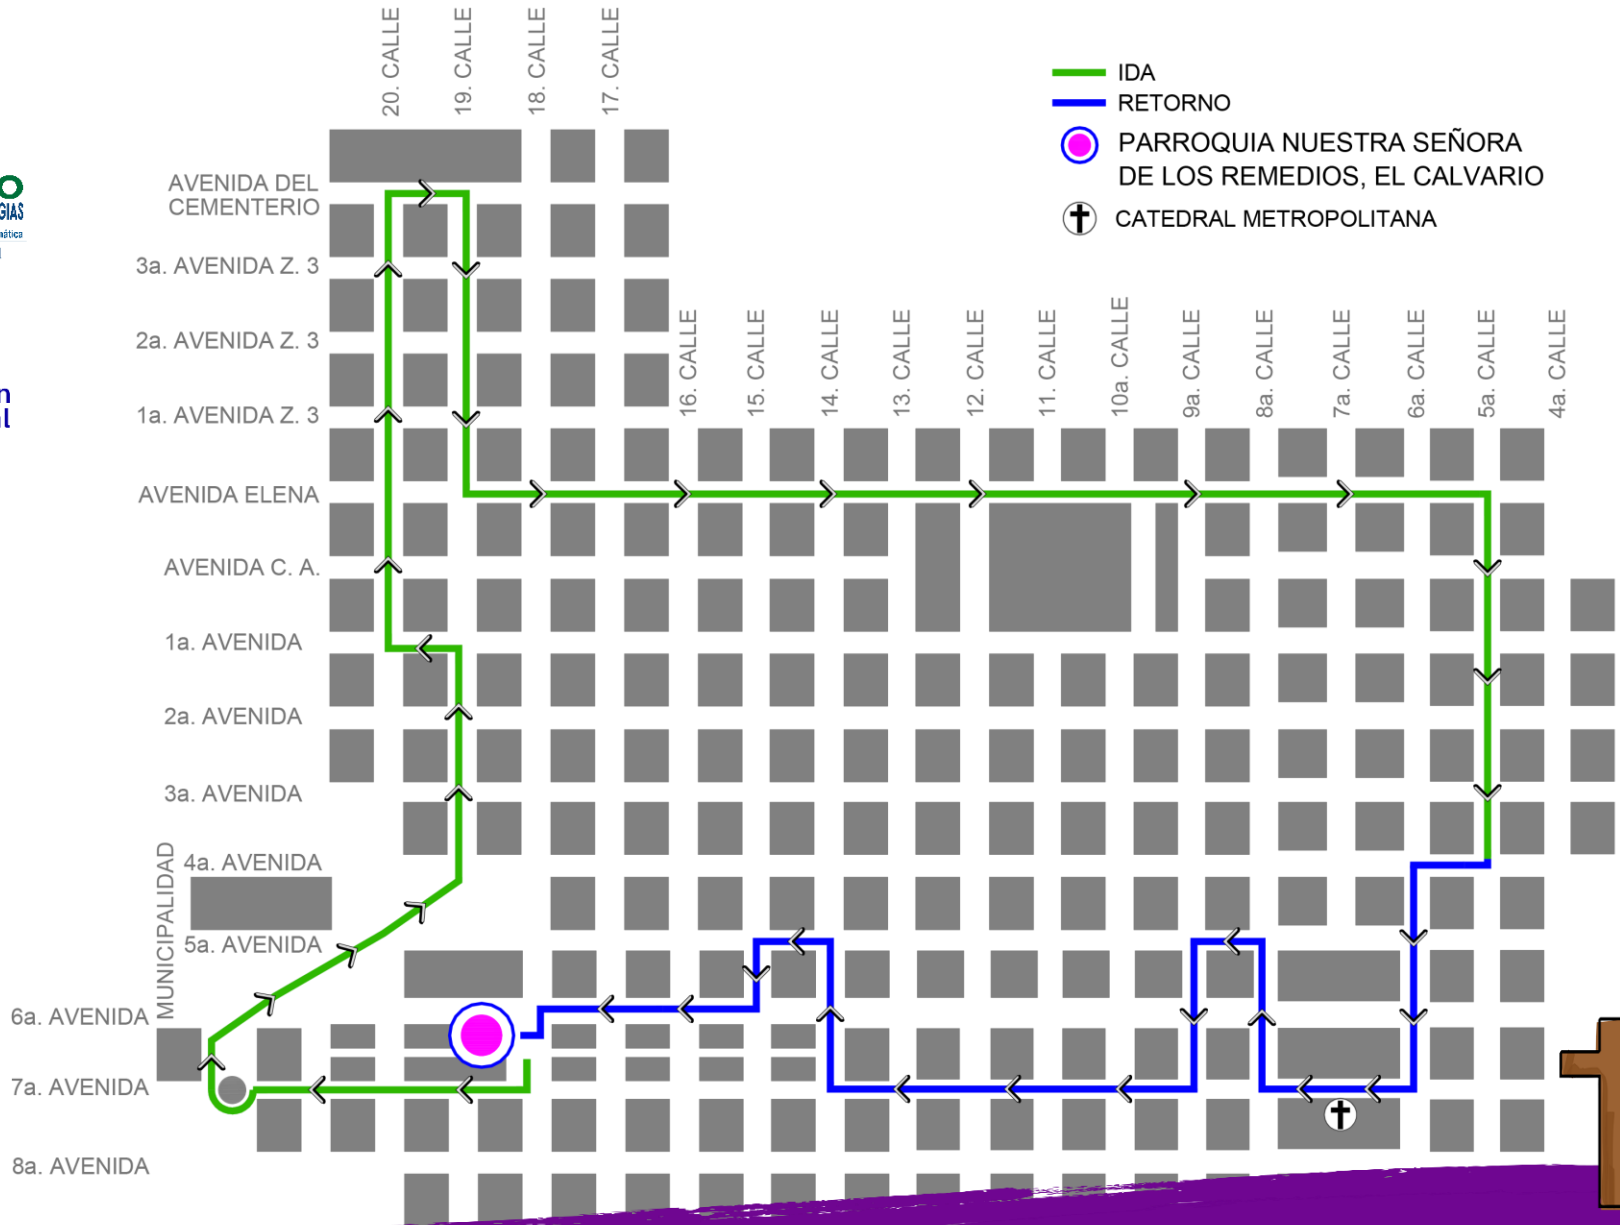 20. CALLE
19. CALLE
18. CALLE
17. CALLE
IDA
RETORNO
PARROQUIA NUESTRA SEÑORA
DE LOS REMEDIOS, EL CALVARIO
CATEDRAL METROPOLITANA
AVENIDA DEL
CEMENTERIO
3a. AVENIDA Z. 3
2a. AVENIDA Z. 3
1a. AVENIDA Z. 3
16. CALLE
15. CALLE
14. CALLE
13. CALLE
12. CALLE
11. CALLE
10a. CALLE
9a. CALLE
8a. CALLE
7a. CALLE
6a. CALLE
5a. CALLE
4a. CALLE
AVENIDA ELENA
AVENIDA C. A.
1a. AVENIDA
2a. AVENIDA
3a. AVENIDA
4a. AVENIDA
MUNICIPALIDAD
5a. AVENIDA
6a. AVENIDA
7a. AVENIDA
8a. AVENIDA